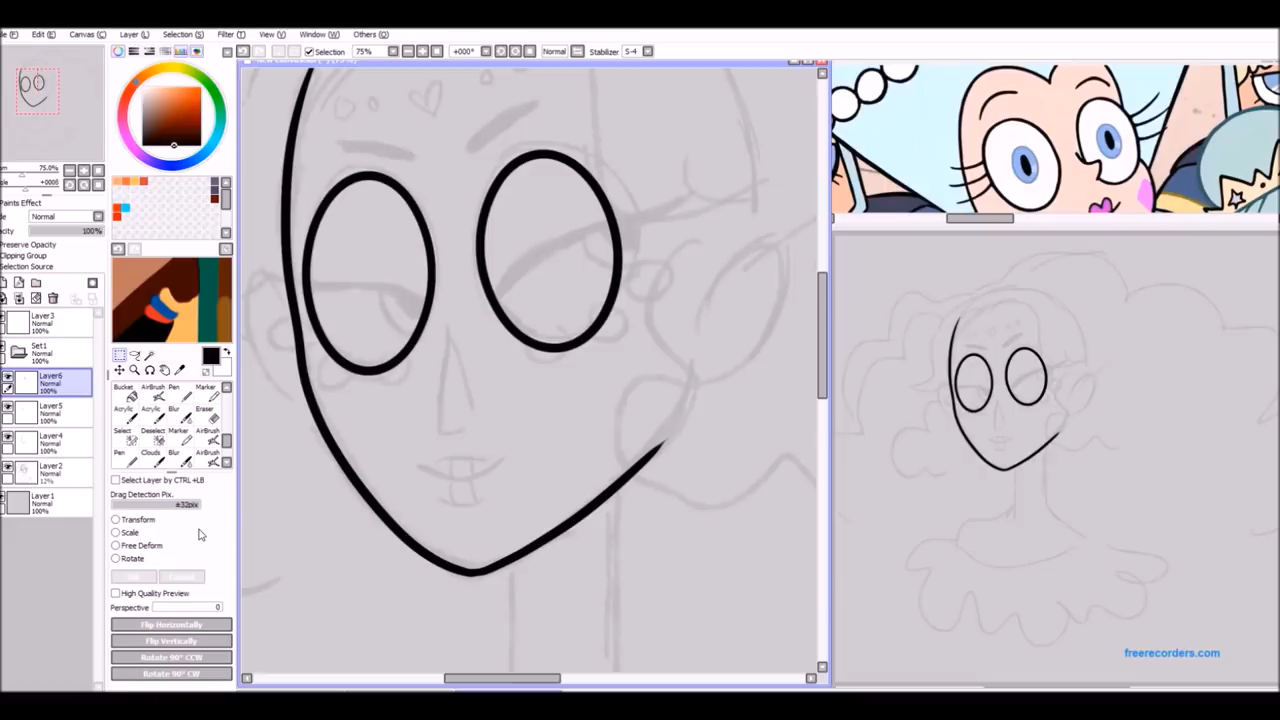 Edit (E) Canvas (C) Layer (L) Selection (S) Filter (T) View (V) Window (W) Others (O)
Selection 75% +000° Normal Stabilizer S-4
75.0%
+000°
Paints Effect
Normal
100%
Preserve Opacity
Clipping Group
Selection Source
Layer3
Normal
100%
Set1
Normal
100%
Layer6
Normal
100%
Layer5
Normal
100%
Layer4
Normal
100%
Layer2
Normal
12%
Layer1
Normal
100%
Bucket AirBrush Pen Marker
Acrylic Acrylic Blur Eraser
Select Deselect Marker AirBrush
Pen Clouds Blur AirBrush
Select Layer by CTRL +LB
Drag Detection Pix.
±32pix
Transform
Scale
Free Deform
Rotate
High Quality Preview
Perspective 0
Flip Horizontally
Flip Vertically
Rotate 90° CCW
Rotate 90° CW
freerecorders.com